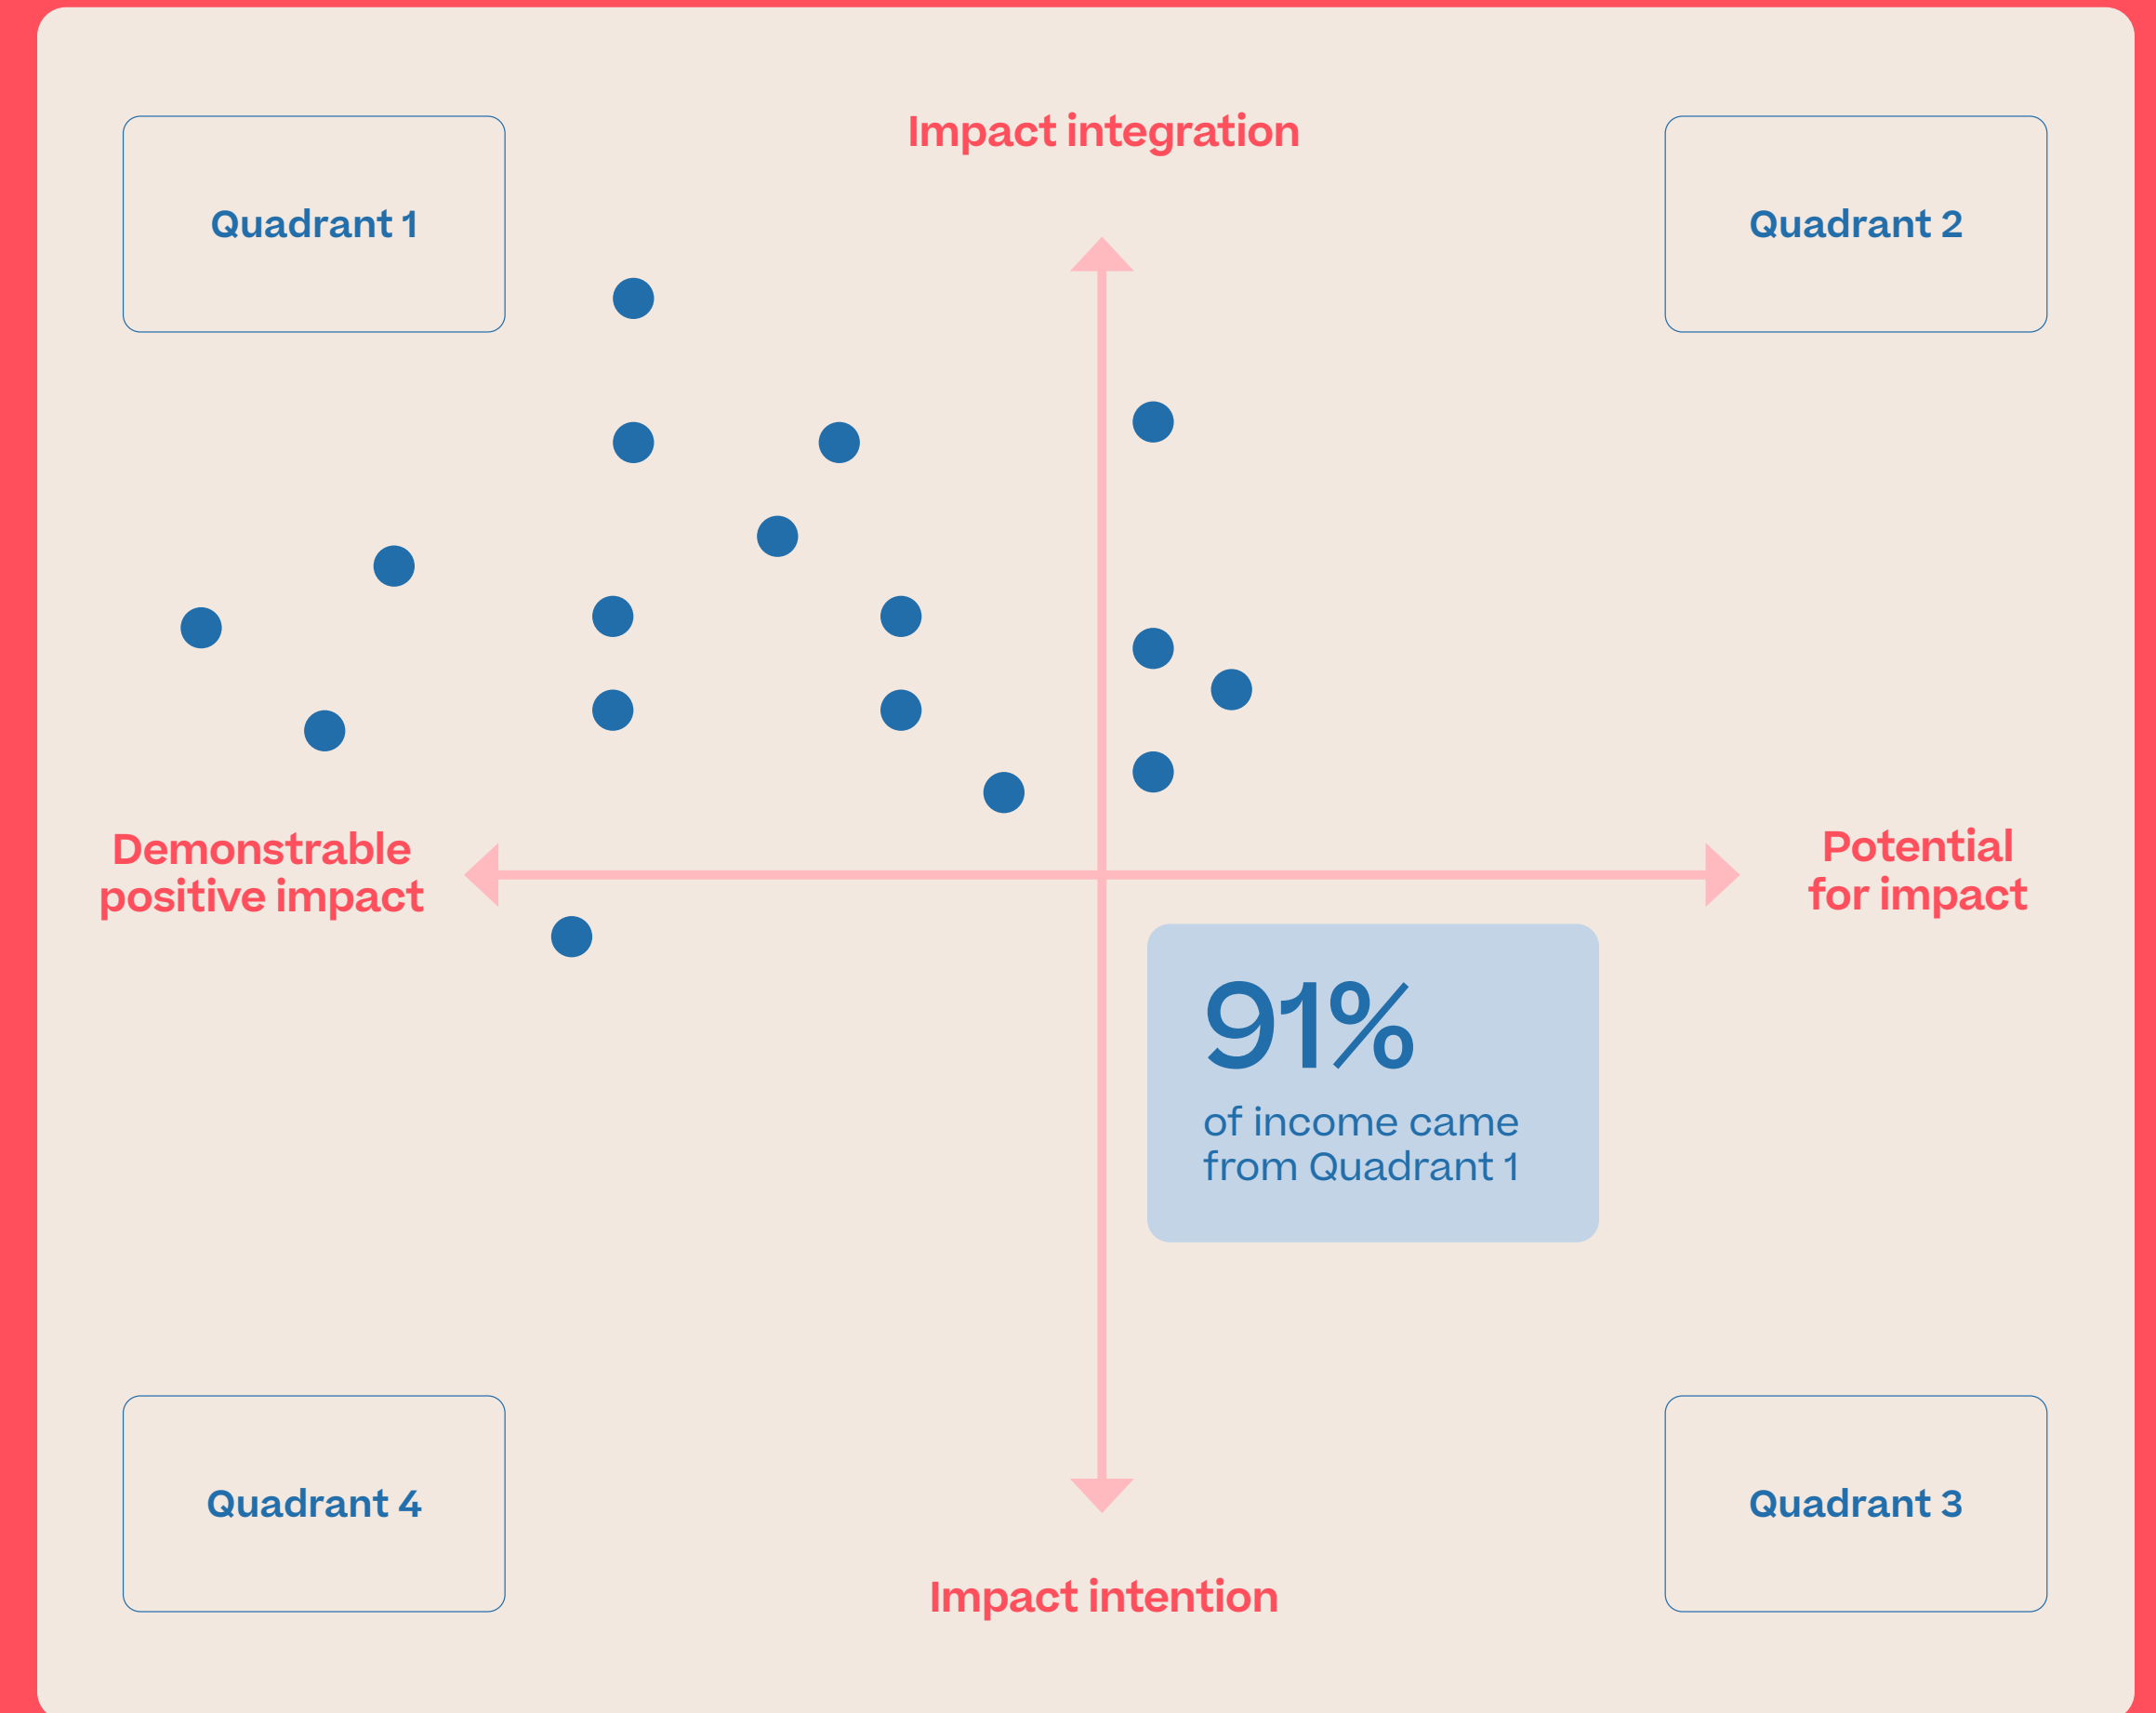 Impact integration
Quadrant 1
Quadrant 2
Demonstrable
positive impact
Potential
for impact
91%
of income came
from Quadrant 1
Quadrant 4
Quadrant 3
Impact intention